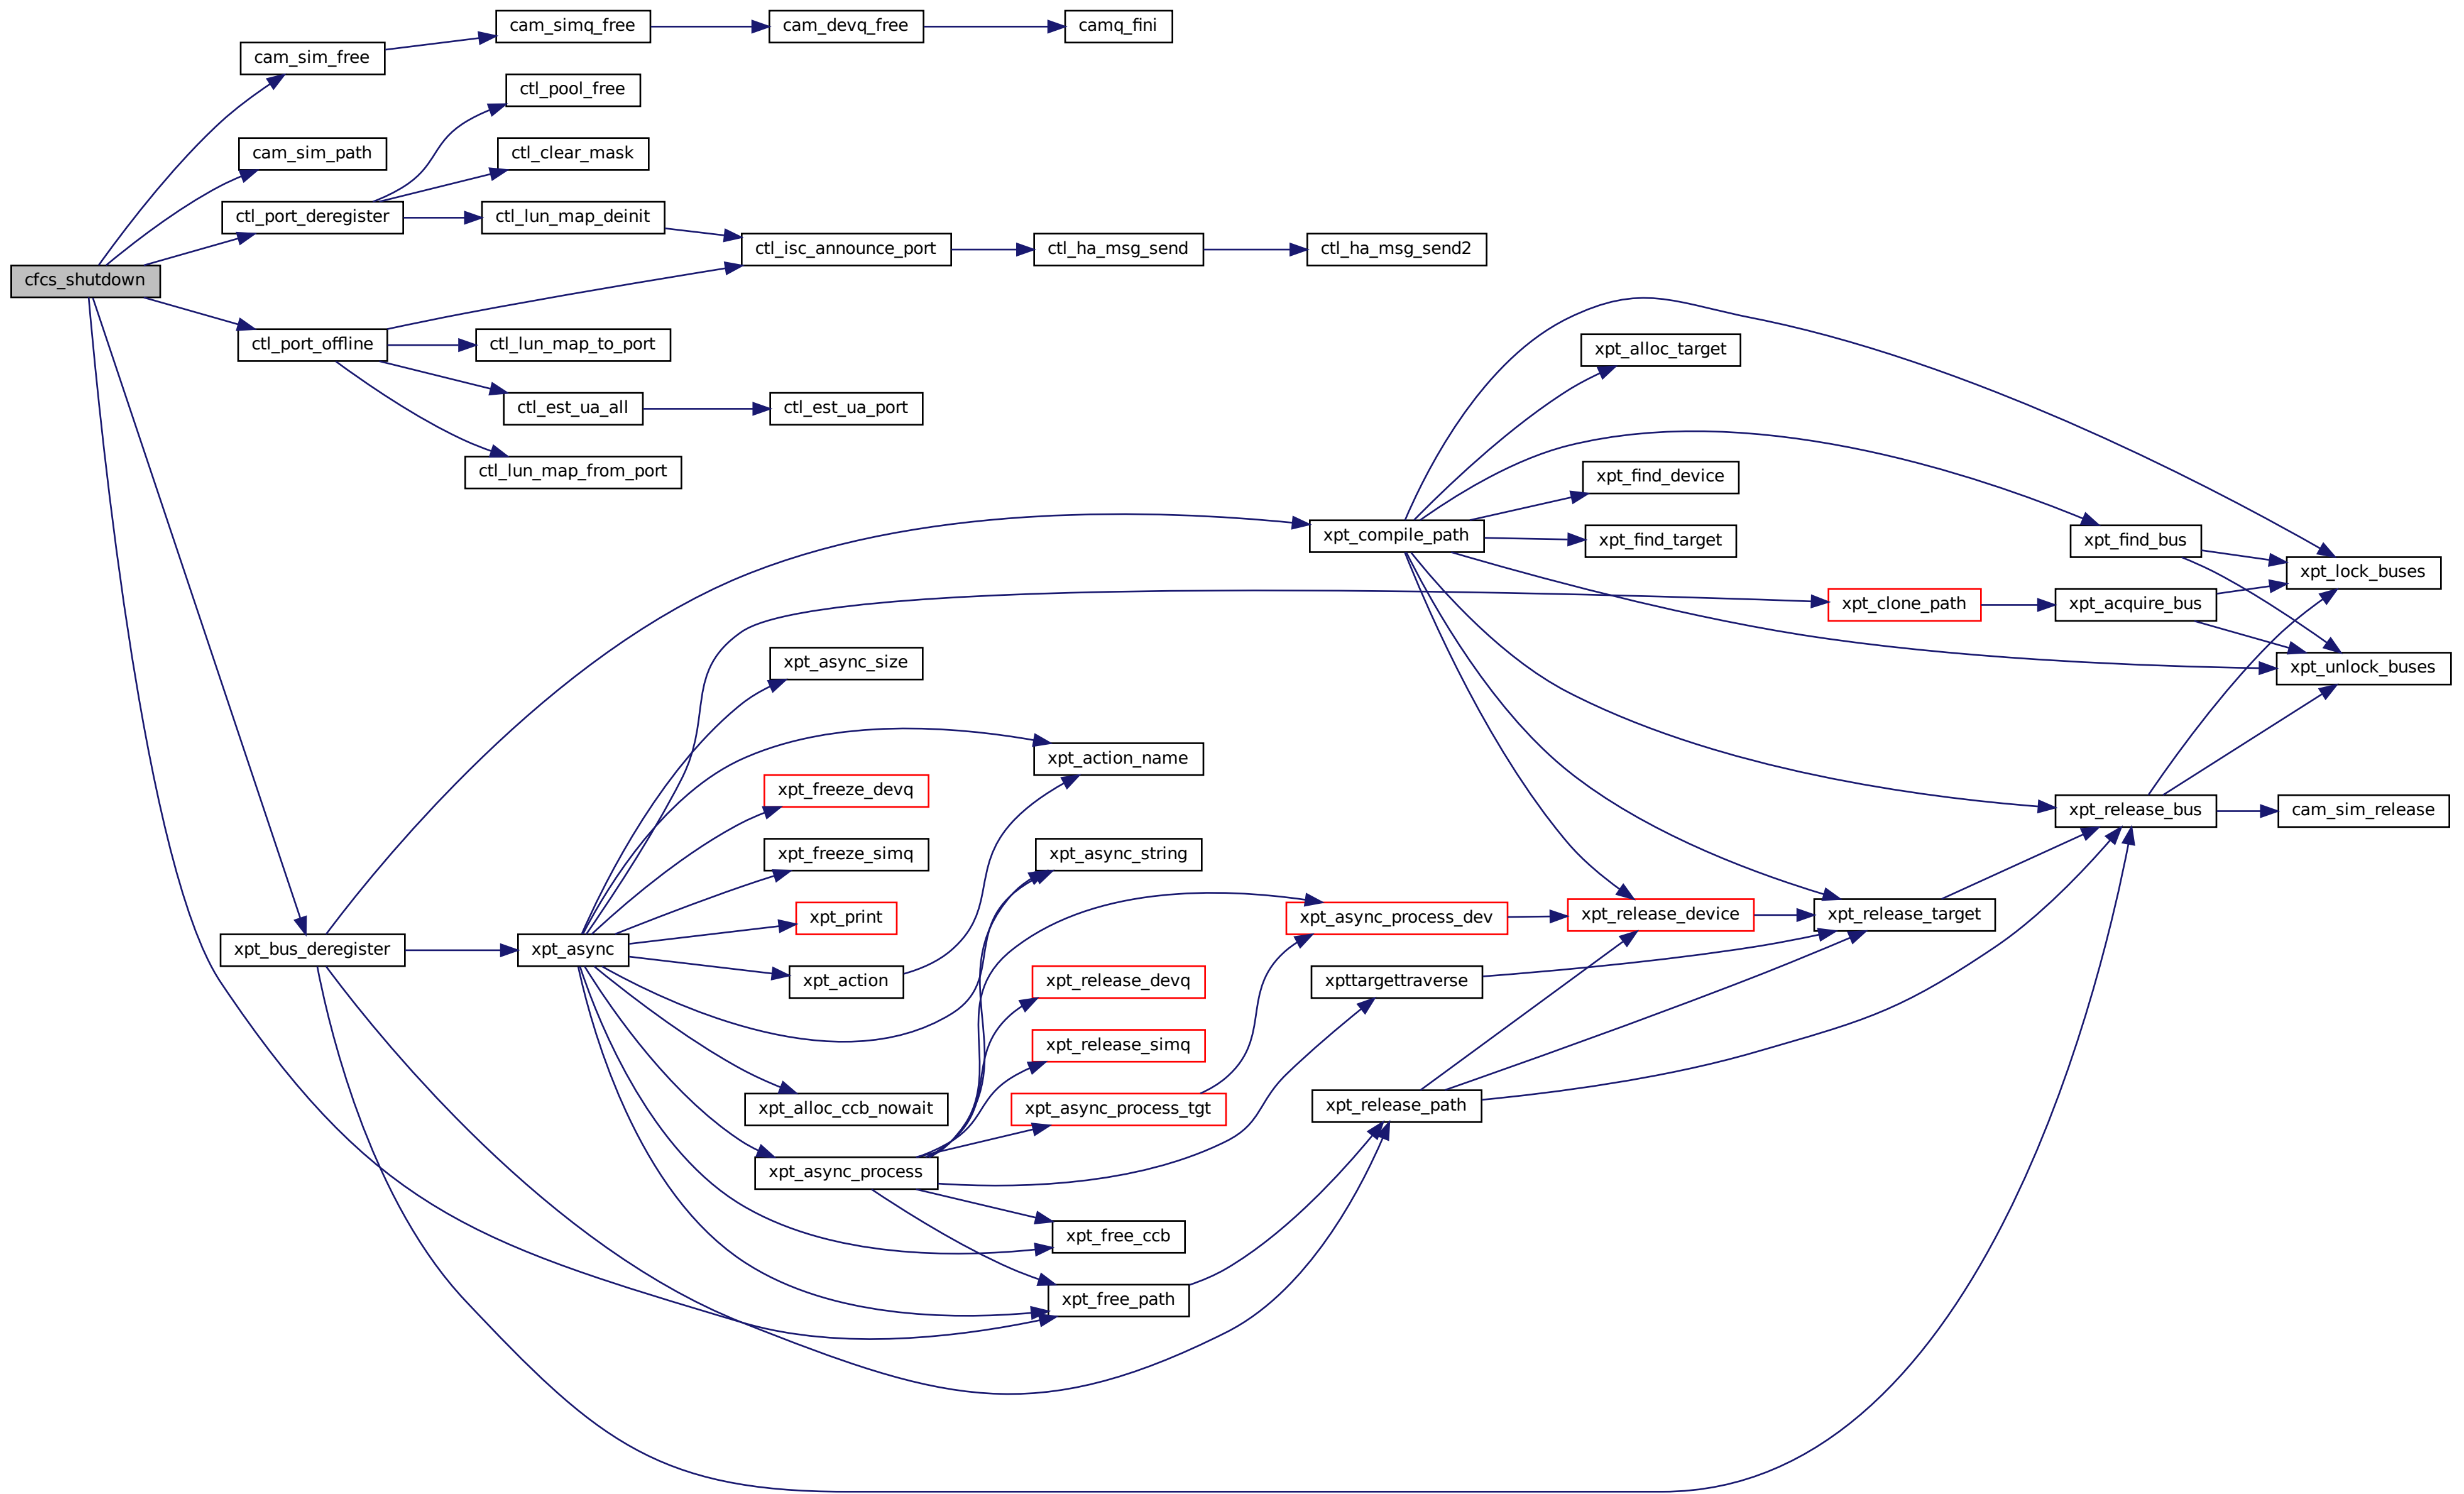 cfcs_shutdown
cam_sim_free
cam_simq_free
cam_devq_free
camq_fini
cam_sim_path
ctl_port_deregister
ctl_pool_free
ctl_clear_mask
ctl_lun_map_deinit
ctl_isc_announce_port
ctl_ha_msg_send
ctl_ha_msg_send2
ctl_port_offline
ctl_lun_map_to_port
ctl_est_ua_all
ctl_est_ua_port
ctl_lun_map_from_port
xpt_bus_deregister
xpt_async
xpt_async_size
xpt_action_name
xpt_freeze_devq
xpt_freeze_simq
xpt_print
xpt_action
xpt_async_string
xpt_alloc_ccb_nowait
xpt_async_process
xpt_release_devq
xpt_release_simq
xpt_async_process_tgt
xpt_free_ccb
xpt_free_path
xpt_compile_path
xpt_async_process_dev
xpttargettraverse
xpt_release_path
xpt_alloc_target
xpt_find_device
xpt_find_target
xpt_release_device
xpt_clone_path
xpt_release_target
xpt_find_bus
xpt_acquire_bus
xpt_release_bus
xpt_lock_buses
xpt_unlock_buses
cam_sim_release